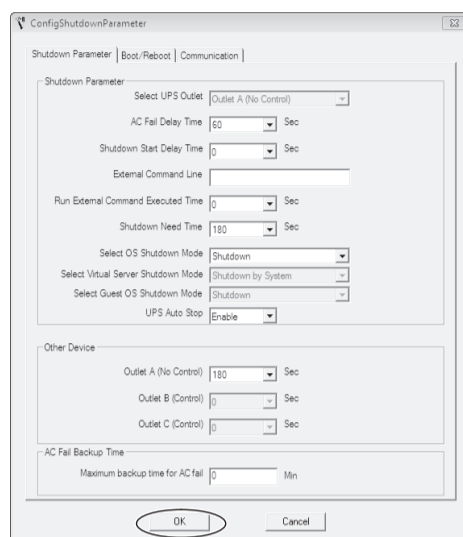 ConfigShutdownParameter
Shutdown Parameter Boot/Reboot Communication
Shutdown Parameter
Select UPS Outlet Outlet A (No Control)
AC Fail Delay Time 60 Sec
Shutdown Start Delay Time 0 Sec
External Command Line
Run External Command Executed Time 0 Sec
Shutdown Need Time 180 Sec
Select OS Shutdown Mode Shutdown
Select Virtual Server Shutdown Mode Shutdown by System
Select Guest OS Shutdown Mode Shutdown
UPS Auto Stop Enable
Other Device
Outlet A (No Control) 180 Sec
Outlet B (Control) 0 Sec
Outlet C (Control) 0 Sec
AC Fail Backup Time
Maximum backup time for AC fail 0 Min
OK Cancel